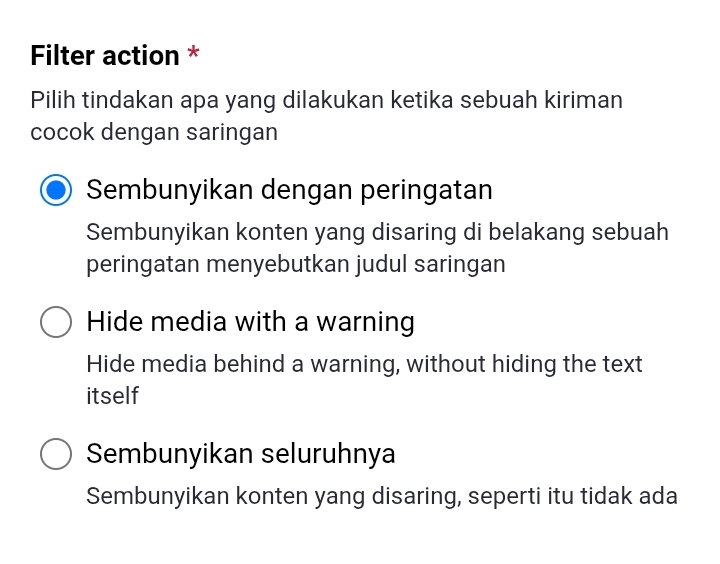 Filter action *
Pilih tindakan apa yang dilakukan ketika sebuah kiriman
cocok dengan saringan
Sembunyikan dengan peringatan
Sembunyikan konten yang disaring di belakang sebuah
peringatan menyebutkan judul saringan
Hide media with a warning
Hide media behind a warning, without hiding the text
itself
Sembunyikan seluruhnya
Sembunyikan konten yang disaring, seperti itu tidak ada